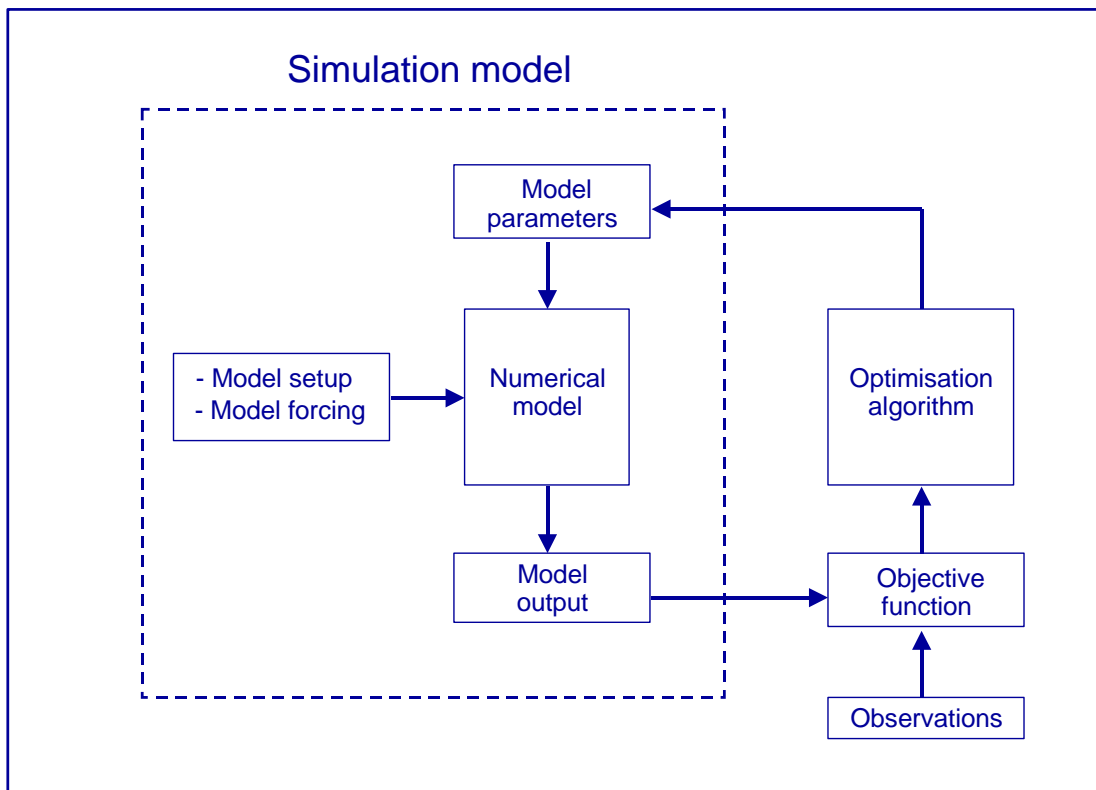 Simulation model
Model
parameters
- Model setup
- Model forcing
Numerical
model
Optimisation
algorithm
Model
output
Objective
function
Observations